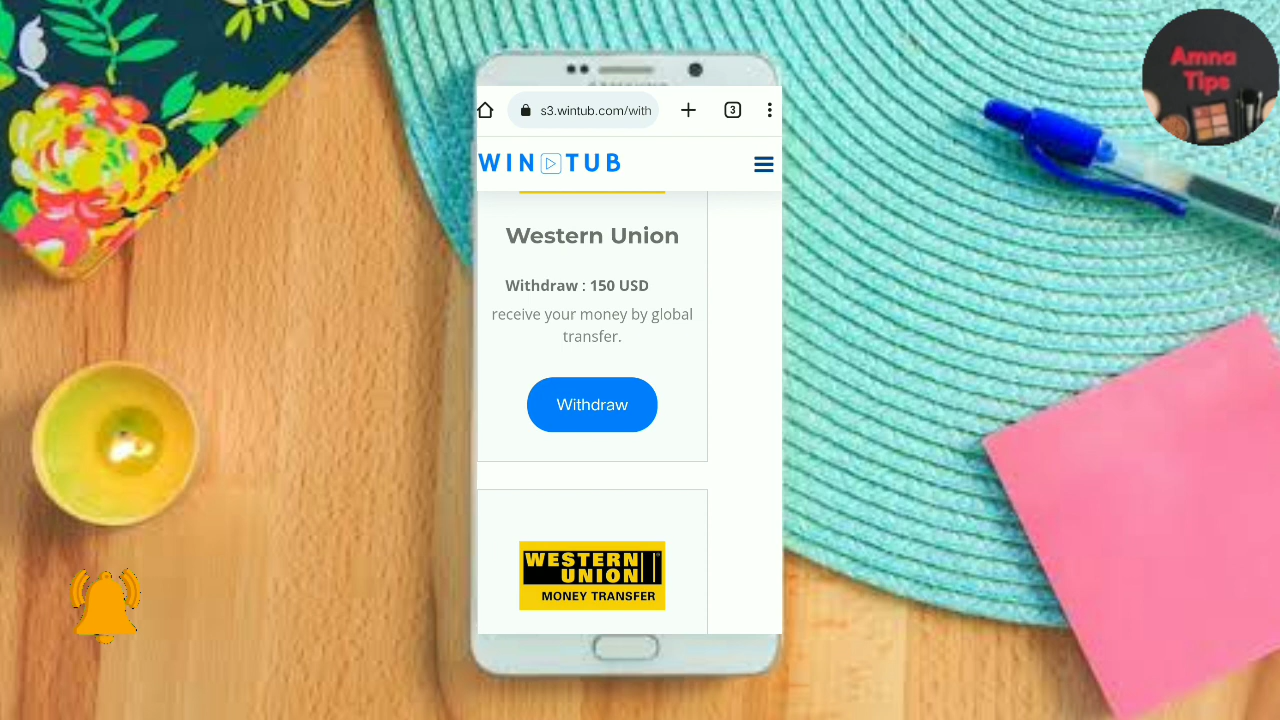 Amna
Tips
s3.wintub.com/with
3
WIN TUB
Western Union
Withdraw : 150 USD
receive your money by global
transfer.
Withdraw
WESTERN
UNION
MONEY TRANSFER